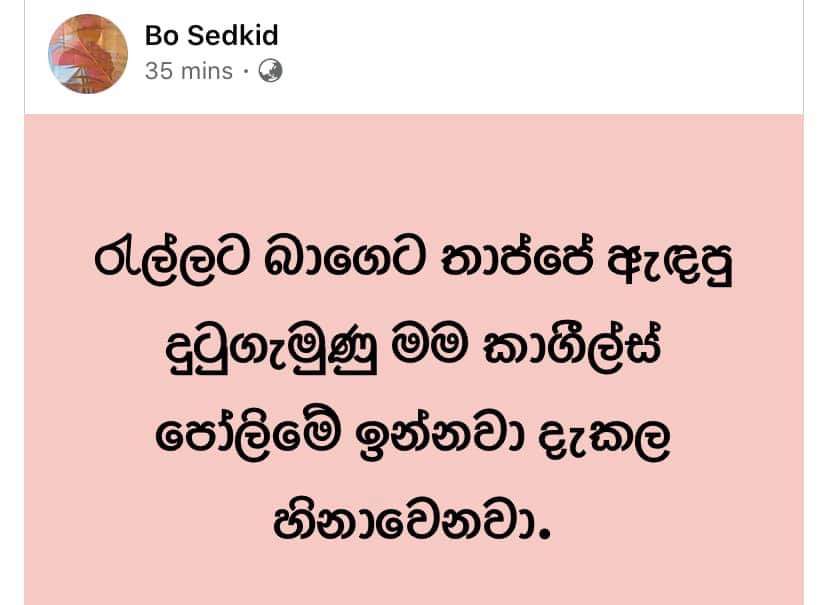 Bo Sedkid
35 mins ·
රැල්ලට බාගෙට තාප්පේ ඇඳපු
දුටුගැමුණු මම කාගීල්ස්
පෝලිමේ ඉන්නවා දැකල
හිනාවෙනවා.